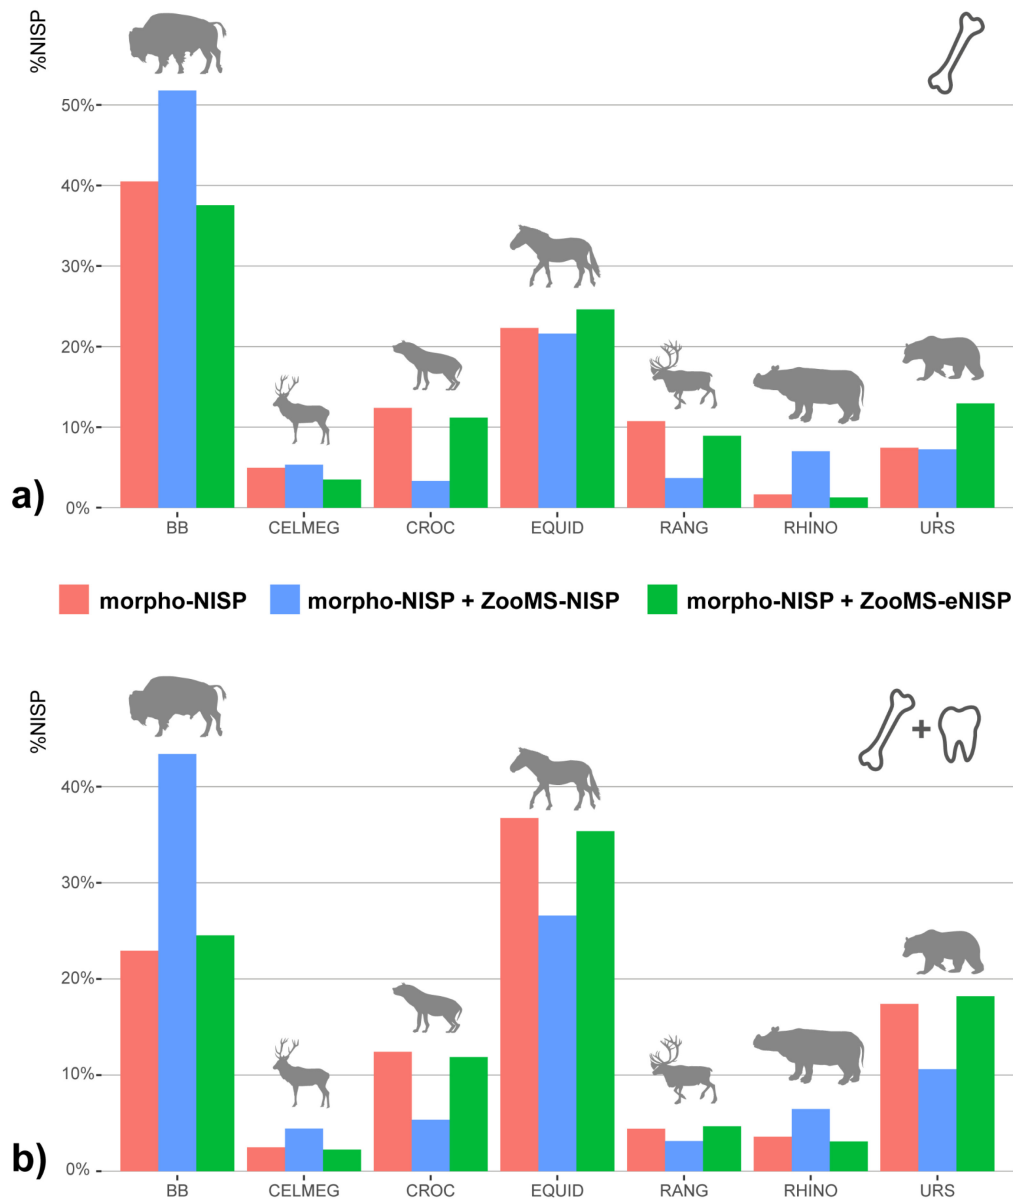 %NISP
50%
40%
30%
20%
10%
0%
a)
BB CELMEG CROC EQUID RANG RHINO URS
morpho-NISP morpho-NISP + ZooMS-NISP morpho-NISP + ZooMS-eNISP
%NISP
+
40%
30%
20%
10%
0%
b)
BB CELMEG CROC EQUID RANG RHINO URS